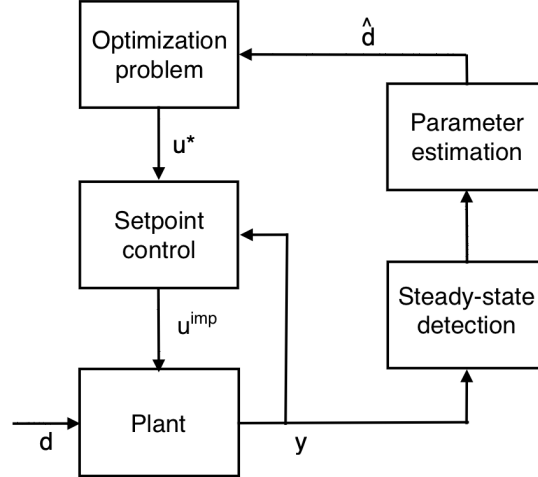 Optimization
problem
d̂
Parameter
estimation
u*
Setpoint
control
Steady-state
detection
u^imp
Plant
d
y